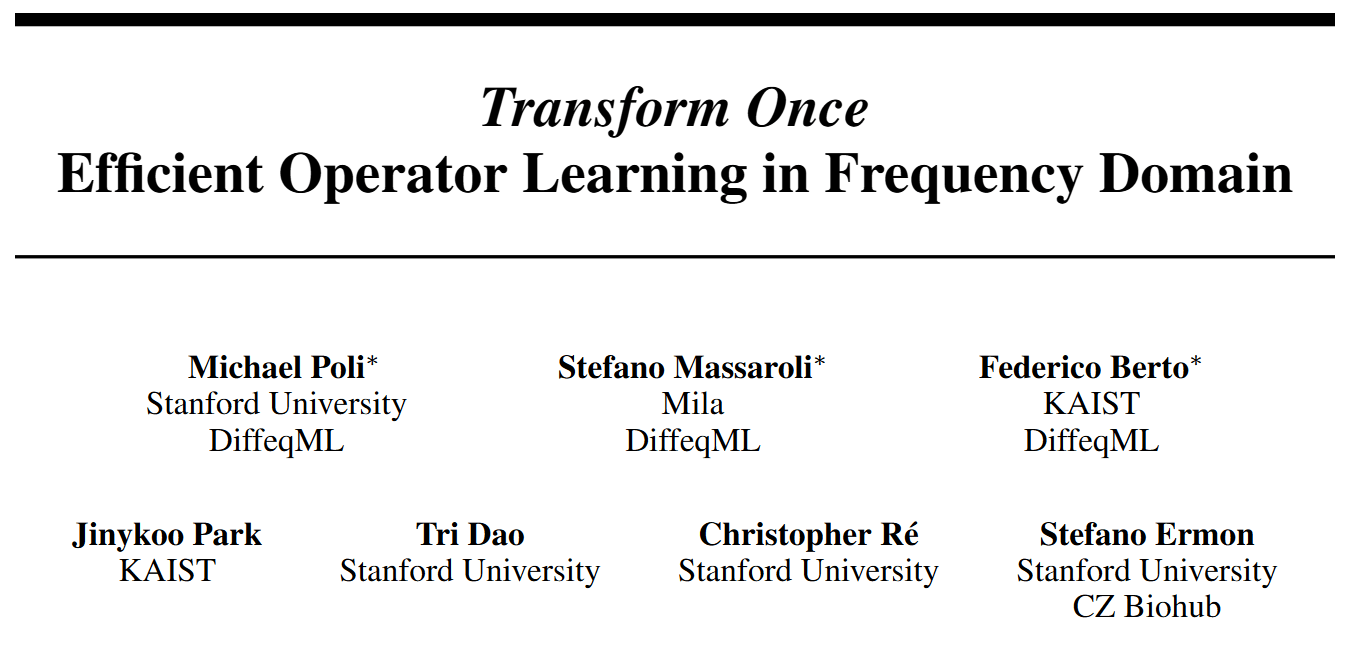 Transform Once
Efficient Operator Learning in Frequency Domain
Michael Poli* Stefano Massaroli* Federico Berto*
Stanford University Mila KAIST
DiffeqML DiffeqML DiffeqML
Jinykoo Park Tri Dao Christopher Ré Stefano Ermon
KAIST Stanford University Stanford University Stanford University
CZ Biohub